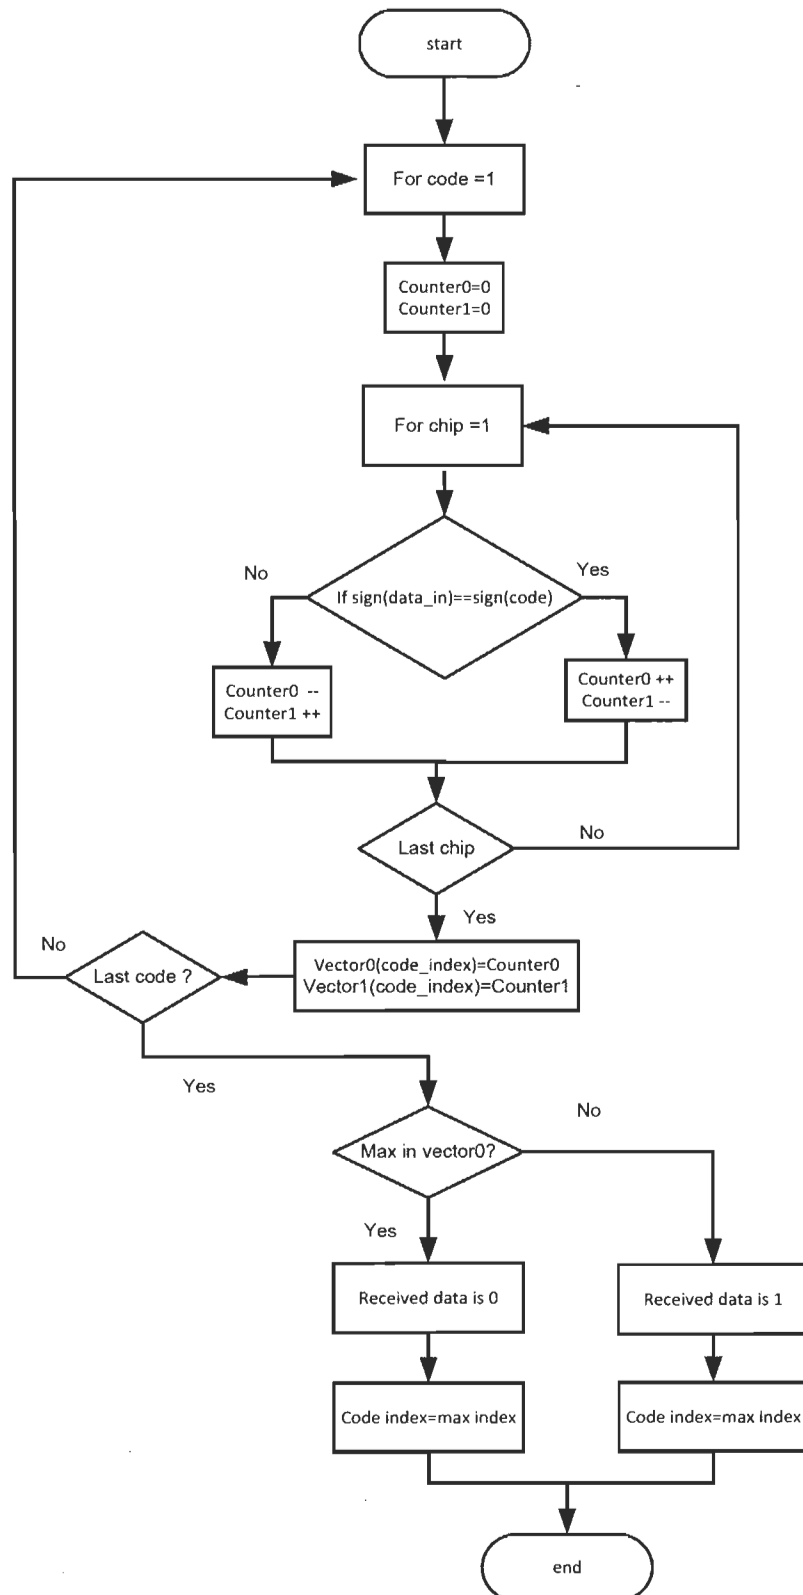 start
For code =1
Counter0=0
Counter1=0
For chip =1
No
Yes
If sign(data_in)==sign(code)
Counter0 --
Counter1 ++
Counter0 ++
Counter1 --
Last chip
No
Yes
No
Last code ?
Vector0(code_index)=Counter0
Vector1(code_index)=Counter1
Yes
No
Max in vector0?
Yes
Received data is 0
Received data is 1
Code index=max index
Code index=max index
end